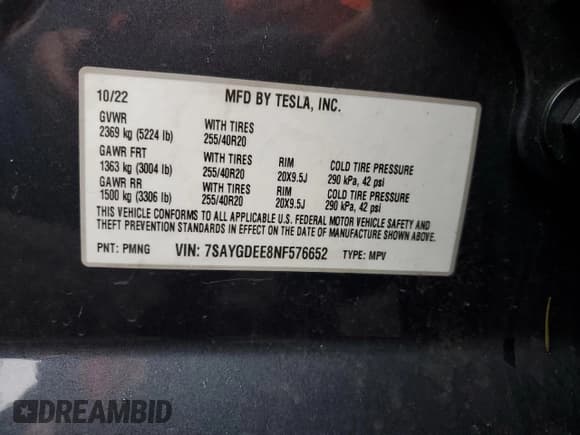 10/22 MFD BY TESLA, INC.
GVWR
2369 kg (5224 lb) WITH TIRES 255/40R20
GAWR FRT WITH TIRES RIM COLD TIRE PRESSURE
1363 kg (3004 lb) 255/40R20 20X9.5J 290 kPa, 42 psi
GAWR RR WITH TIRES RIM COLD TIRE PRESSURE
1500 kg (3306 lb) 255/40R20 20X9.5J 290 kPa, 42 psi
THIS VEHICLE CONFORMS TO ALL APPLICABLE U.S. FEDERAL MOTOR VEHICLE SAFETY AND
THEFT PREVENTION STANDARDS IN EFFECT ON THE DATE OF MANUFACTURE SHOWN ABOVE.
PNT: PMNG VIN: 7SAYGDEE8NF576652 TYPE: MPV
DREAMBID